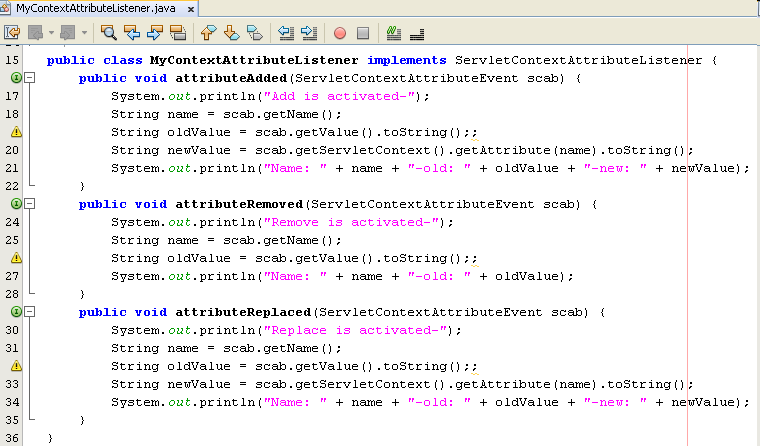 MyContextAttributeListener.java x
15 public class MyContextAttributeListener implements ServletContextAttributeListener {
public void attributeAdded(ServletContextAttributeEvent scab) {
17 System.out.println("Add is activated-");
18 String name = scab.getName();
String oldValue = scab.getValue().toString();;
20 String newValue = scab.getServletContext().getAttribute(name).toString();
21 System.out.println("Name: " + name + "-old: " + oldValue + "-new: " + newValue);
22 }
public void attributeRemoved(ServletContextAttributeEvent scab) {
24 System.out.println("Remove is activated-");
25 String name = scab.getName();
String oldValue = scab.getValue().toString();;
27 System.out.println("Name: " + name + "-old: " + oldValue);
28 }
public void attributeReplaced(ServletContextAttributeEvent scab) {
30 System.out.println("Replace is activated-");
31 String name = scab.getName();
String oldValue = scab.getValue().toString();;
33 String newValue = scab.getServletContext().getAttribute(name).toString();
34 System.out.println("Name: " + name + "-old: " + oldValue + "-new: " + newValue);
35 }
36 }